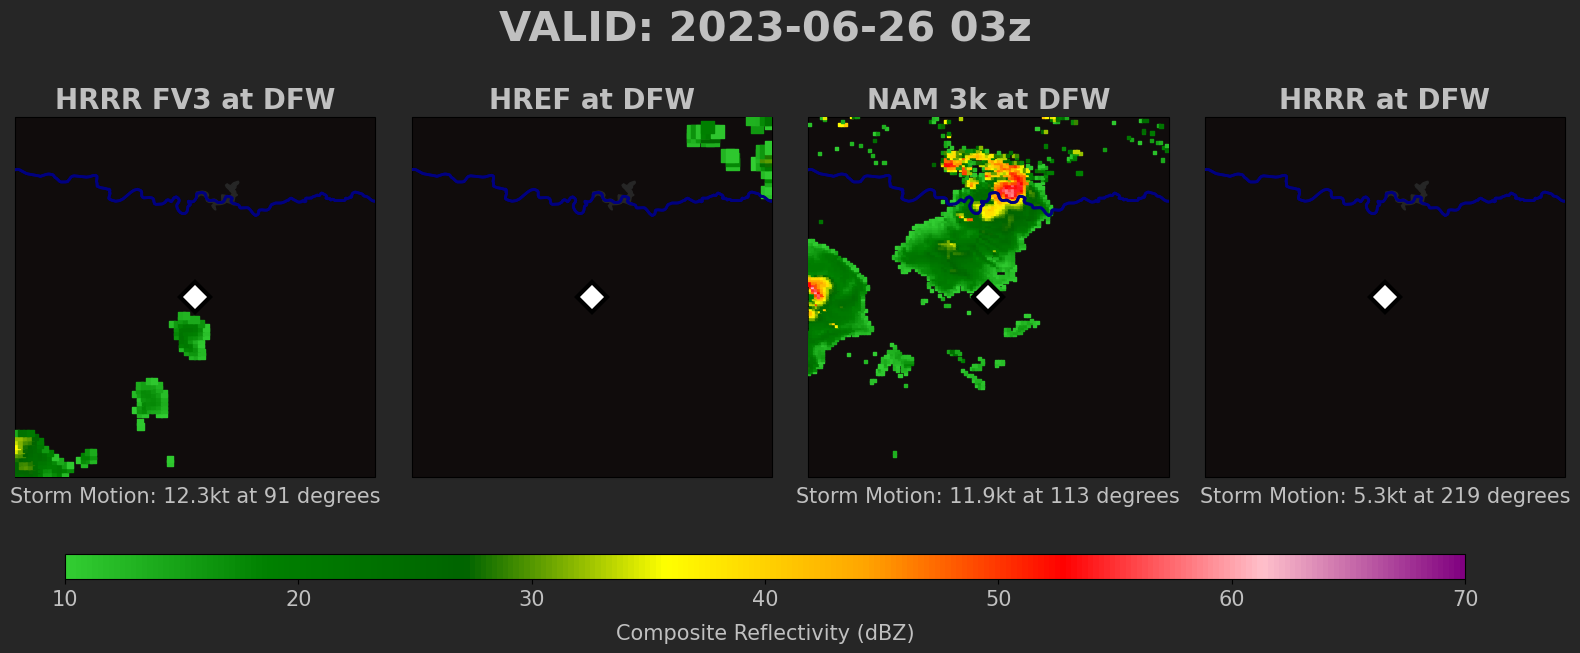 VALID: 2023-06-26 03z
HRRR FV3 at DFW
HREF at DFW
NAM 3k at DFW
HRRR at DFW
Storm Motion: 12.3kt at 91 degrees
Storm Motion: 11.9kt at 113 degrees
Storm Motion: 5.3kt at 219 degrees
10 20 30 40 50 60 70
Composite Reflectivity (dBZ)